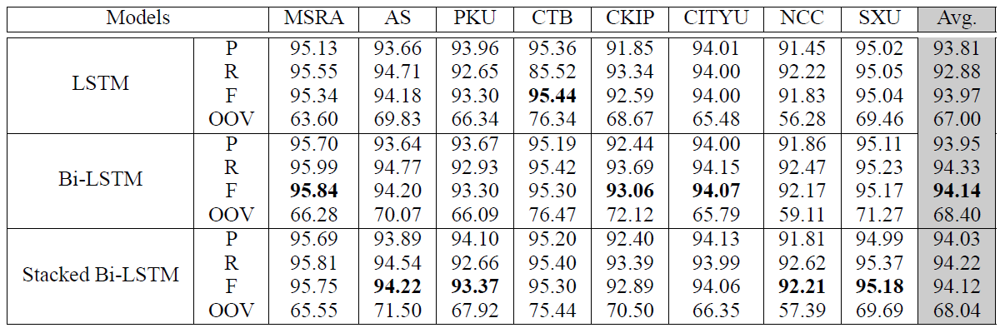 Models MSRA AS PKU CTB CKIP CITYU NCC SXU Avg.
P 95.13 93.66 93.96 95.36 91.85 94.01 91.45 95.02 93.81
R 95.55 94.71 92.65 85.52 93.34 94.00 92.22 95.05 92.88
LSTM
F 95.34 94.18 93.30 95.44 92.59 94.00 91.83 95.04 93.97
OOV 63.60 69.83 66.34 76.34 68.67 65.48 56.28 69.46 67.00
P 95.70 93.64 93.67 95.19 92.44 94.00 91.86 95.11 93.95
R 95.99 94.77 92.93 95.42 93.69 94.15 92.47 95.23 94.33
Bi-LSTM
F 95.84 94.20 93.30 95.30 93.06 94.07 92.17 95.17 94.14
OOV 66.28 70.07 66.09 76.47 72.12 65.79 59.11 71.27 68.40
P 95.69 93.89 94.10 95.20 92.40 94.13 91.81 94.99 94.03
R 95.81 94.54 92.66 95.40 93.39 93.99 92.62 95.37 94.22
Stacked Bi-LSTM
F 95.75 94.22 93.37 95.30 92.89 94.06 92.21 95.18 94.12
OOV 65.55 71.50 67.92 75.44 70.50 66.35 57.39 69.69 68.04